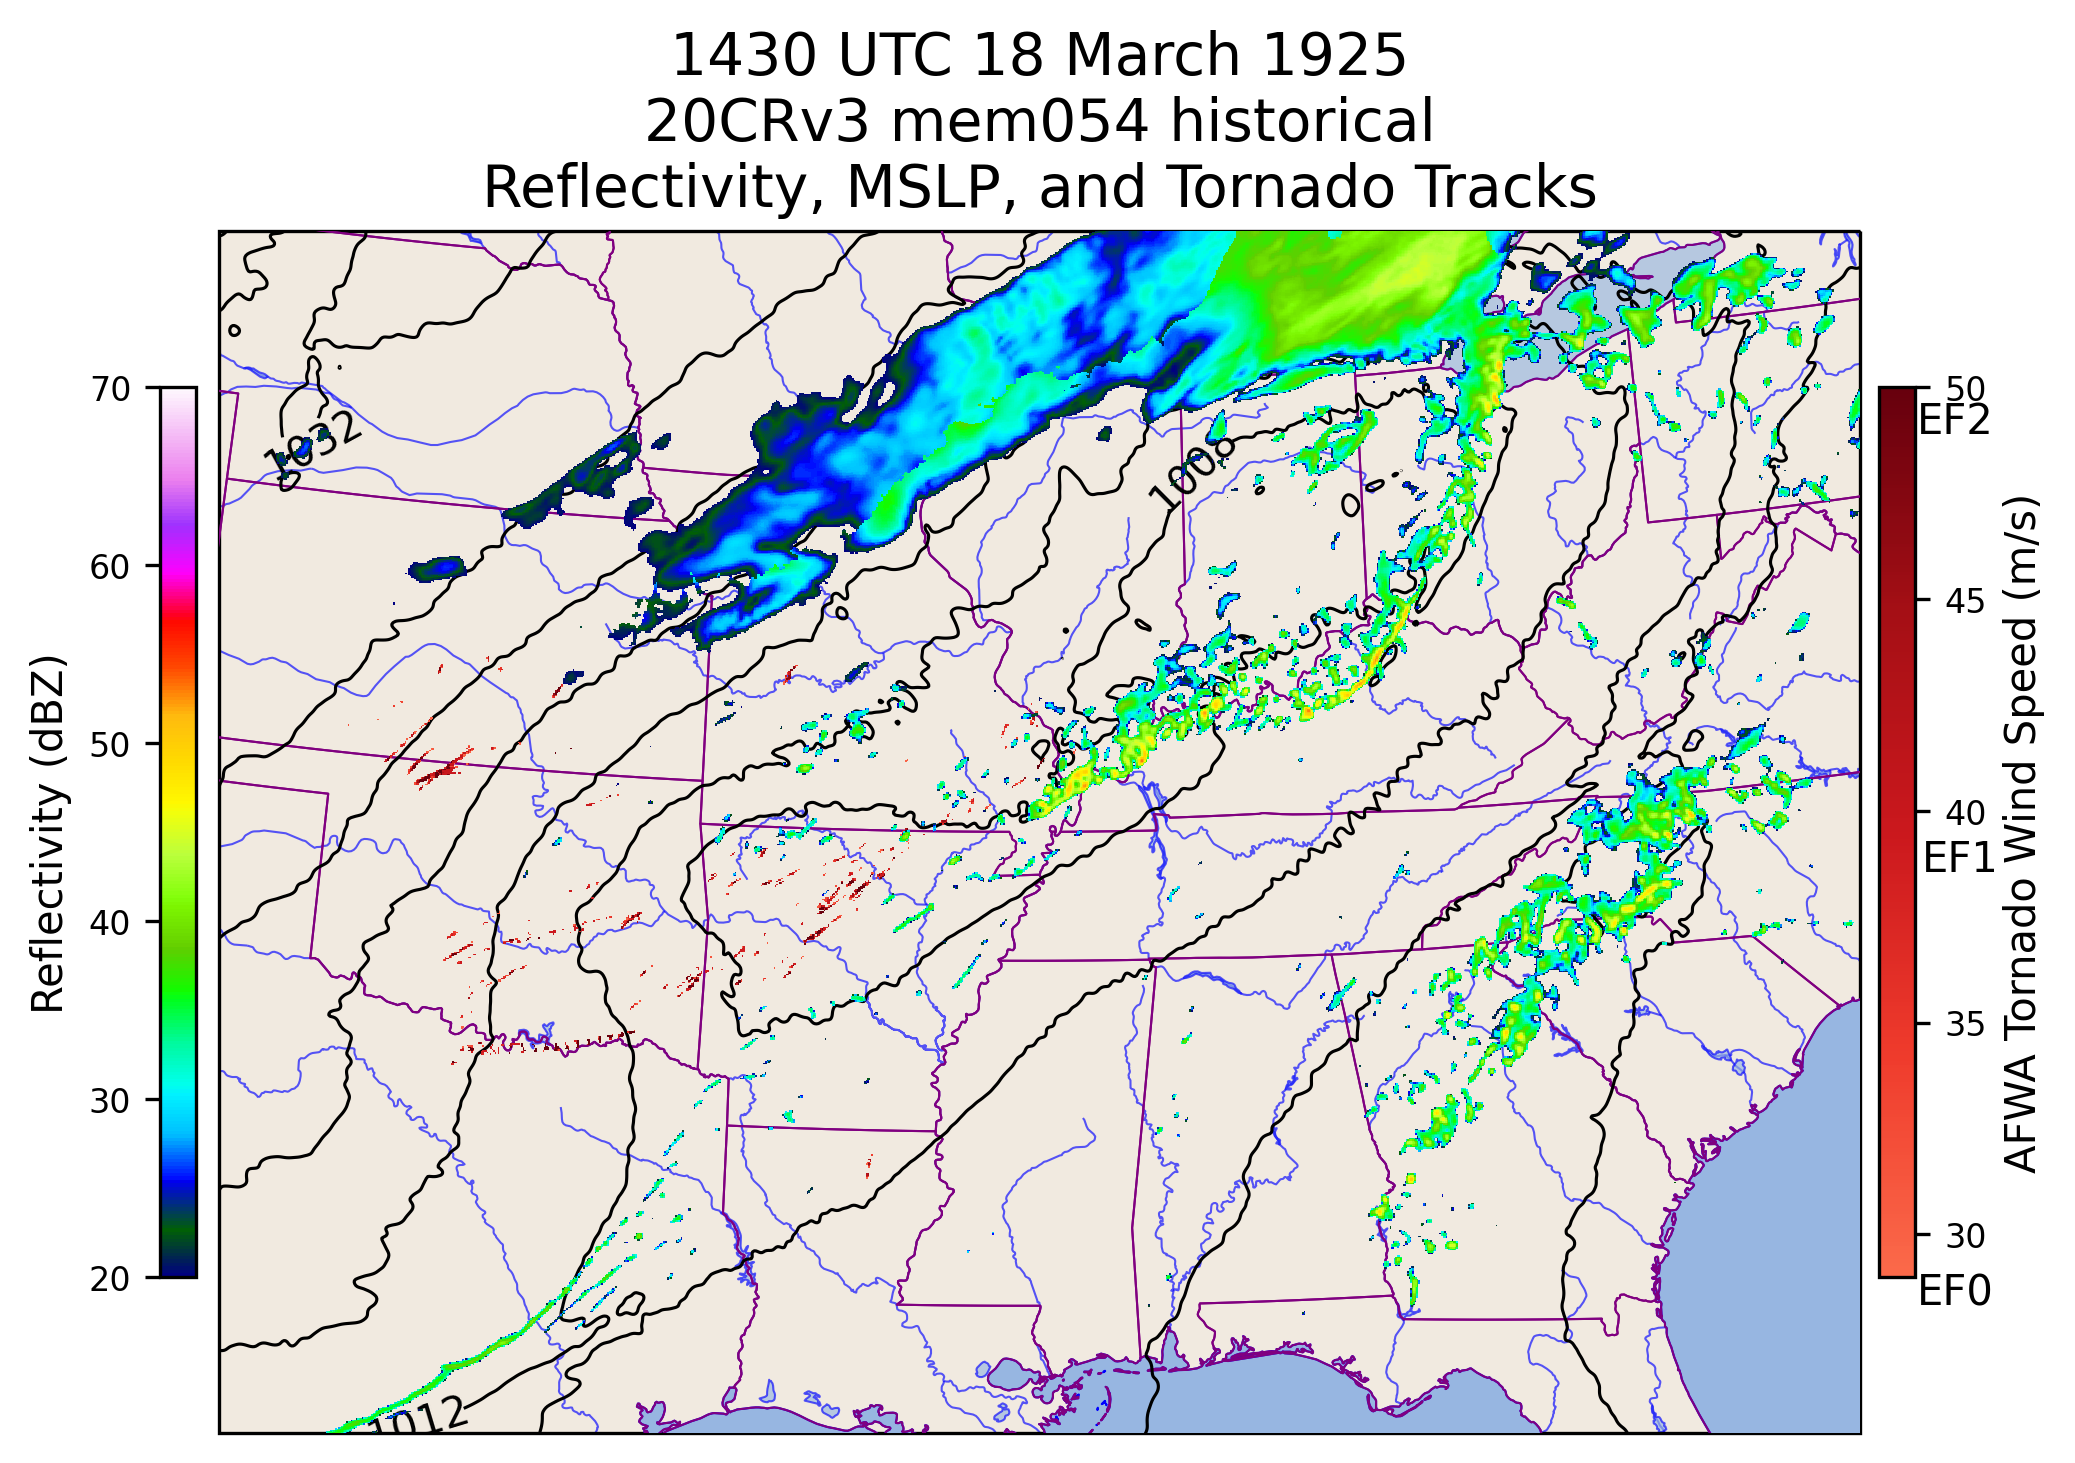 1430 UTC 18 March 1925
20CRv3 mem054 historical
Reflectivity, MSLP, and Tornado Tracks
70
60
50
40
30
20
Reflectivity (dBZ)
1032
1008
1012
50
EF2
45
40
EF1
35
30
EF0
AFWA Tornado Wind Speed (m/s)